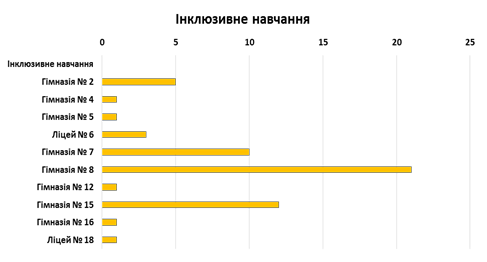 Інклюзивне навчання
0 5 10 15 20 25
Інклюзивне навчання
Гімназія № 2
Гімназія № 4
Гімназія № 5
Ліцей № 6
Гімназія № 7
Гімназія № 8
Гімназія № 12
Гімназія № 15
Гімназія № 16
Ліцей № 18